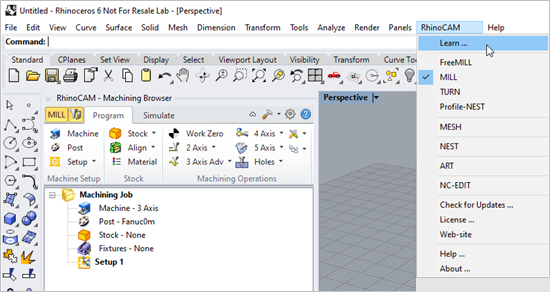 Untitled - Rhinoceros 6 Not For Resale Lab - [Perspective]
File Edit View Curve Surface Solid Mesh Dimension Transform Tools Analyze Render Panels RhinoCAM Help
Command:
Standard CPlanes Set View Display Select Viewport Layout Visibility Transform Curve To
RhinoCAM - Machining Browser
MILL Program Simulate
Machine Stock Work Zero 4 Axis
Post Align 2 Axis 5 Axis
Setup Material 3 Axis Adv Holes
Machine Setup Stock Machining Operations
Machining Job
Machine - 3 Axis
Post - Fanuc0m
Stock - None
Fixtures - None
Setup 1
Perspective
Learn ...
FreeMILL
MILL
TURN
Profile-NEST
MESH
NEST
ART
NC-EDIT
Check for Updates ...
License ...
Web-site
Help ...
About ...